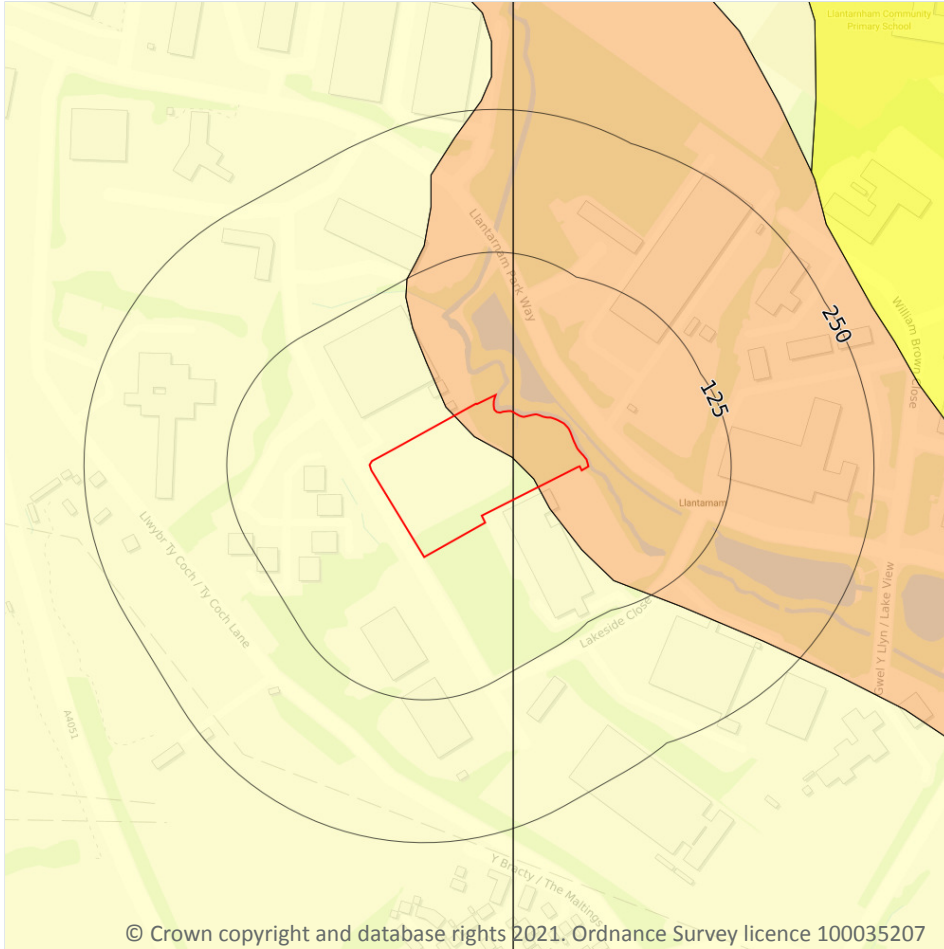 Llantarnham Community
Primary School
Llantarnam Park Way
250
William Brown Close
125
Llantarnam
Llwybr Ty Coch / Ty Coch Lane
Lakeside Close
Gwel Y Llyn / Lake View
A4051
Y Bracty / The Maltings
© Crown copyright and database rights 2021. Ordnance Survey licence 100035207